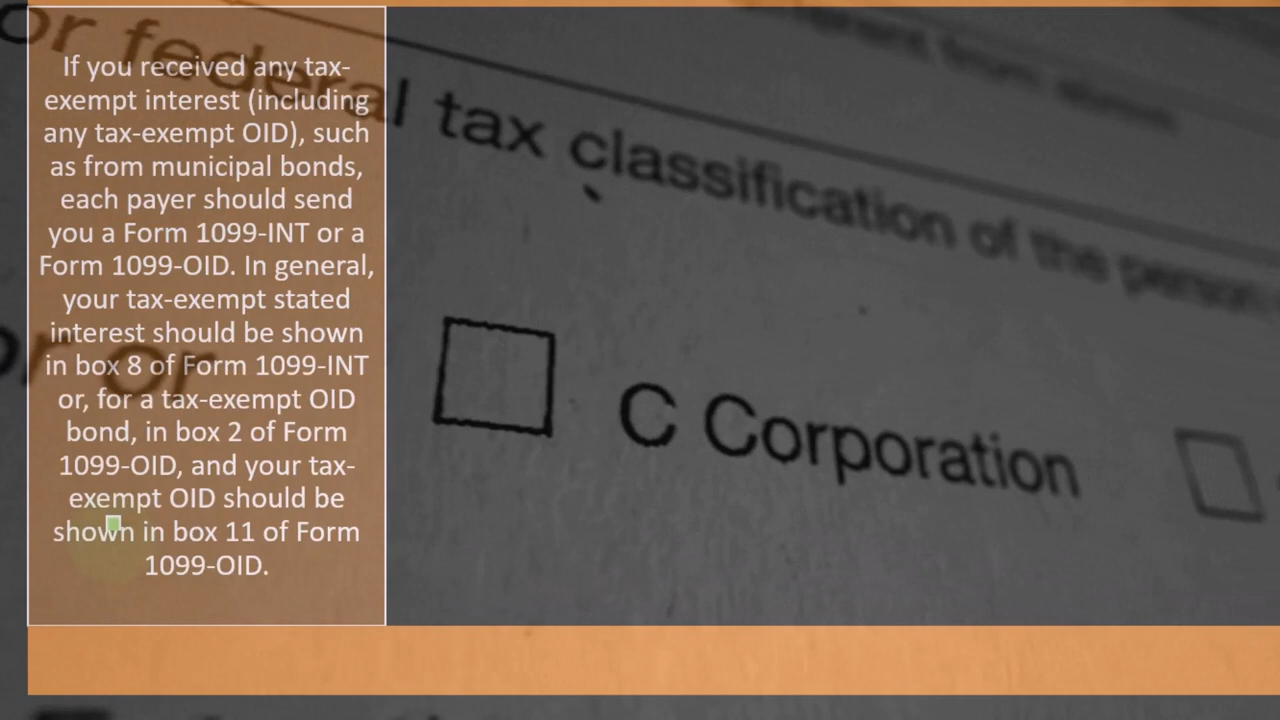 If you received any tax-
exempt interest (including
any tax-exempt OID), such
as from municipal bonds,
each payer should send
you a Form 1099-INT or a
Form 1099-OID. In general,
your tax-exempt stated
interest should be shown
in box 8 of Form 1099-INT
or, for a tax-exempt OID
bond, in box 2 of Form
1099-OID, and your tax-
exempt OID should be
shown in box 11 of Form
1099-OID.
or federal tax classification of the person
or or
C Corporation